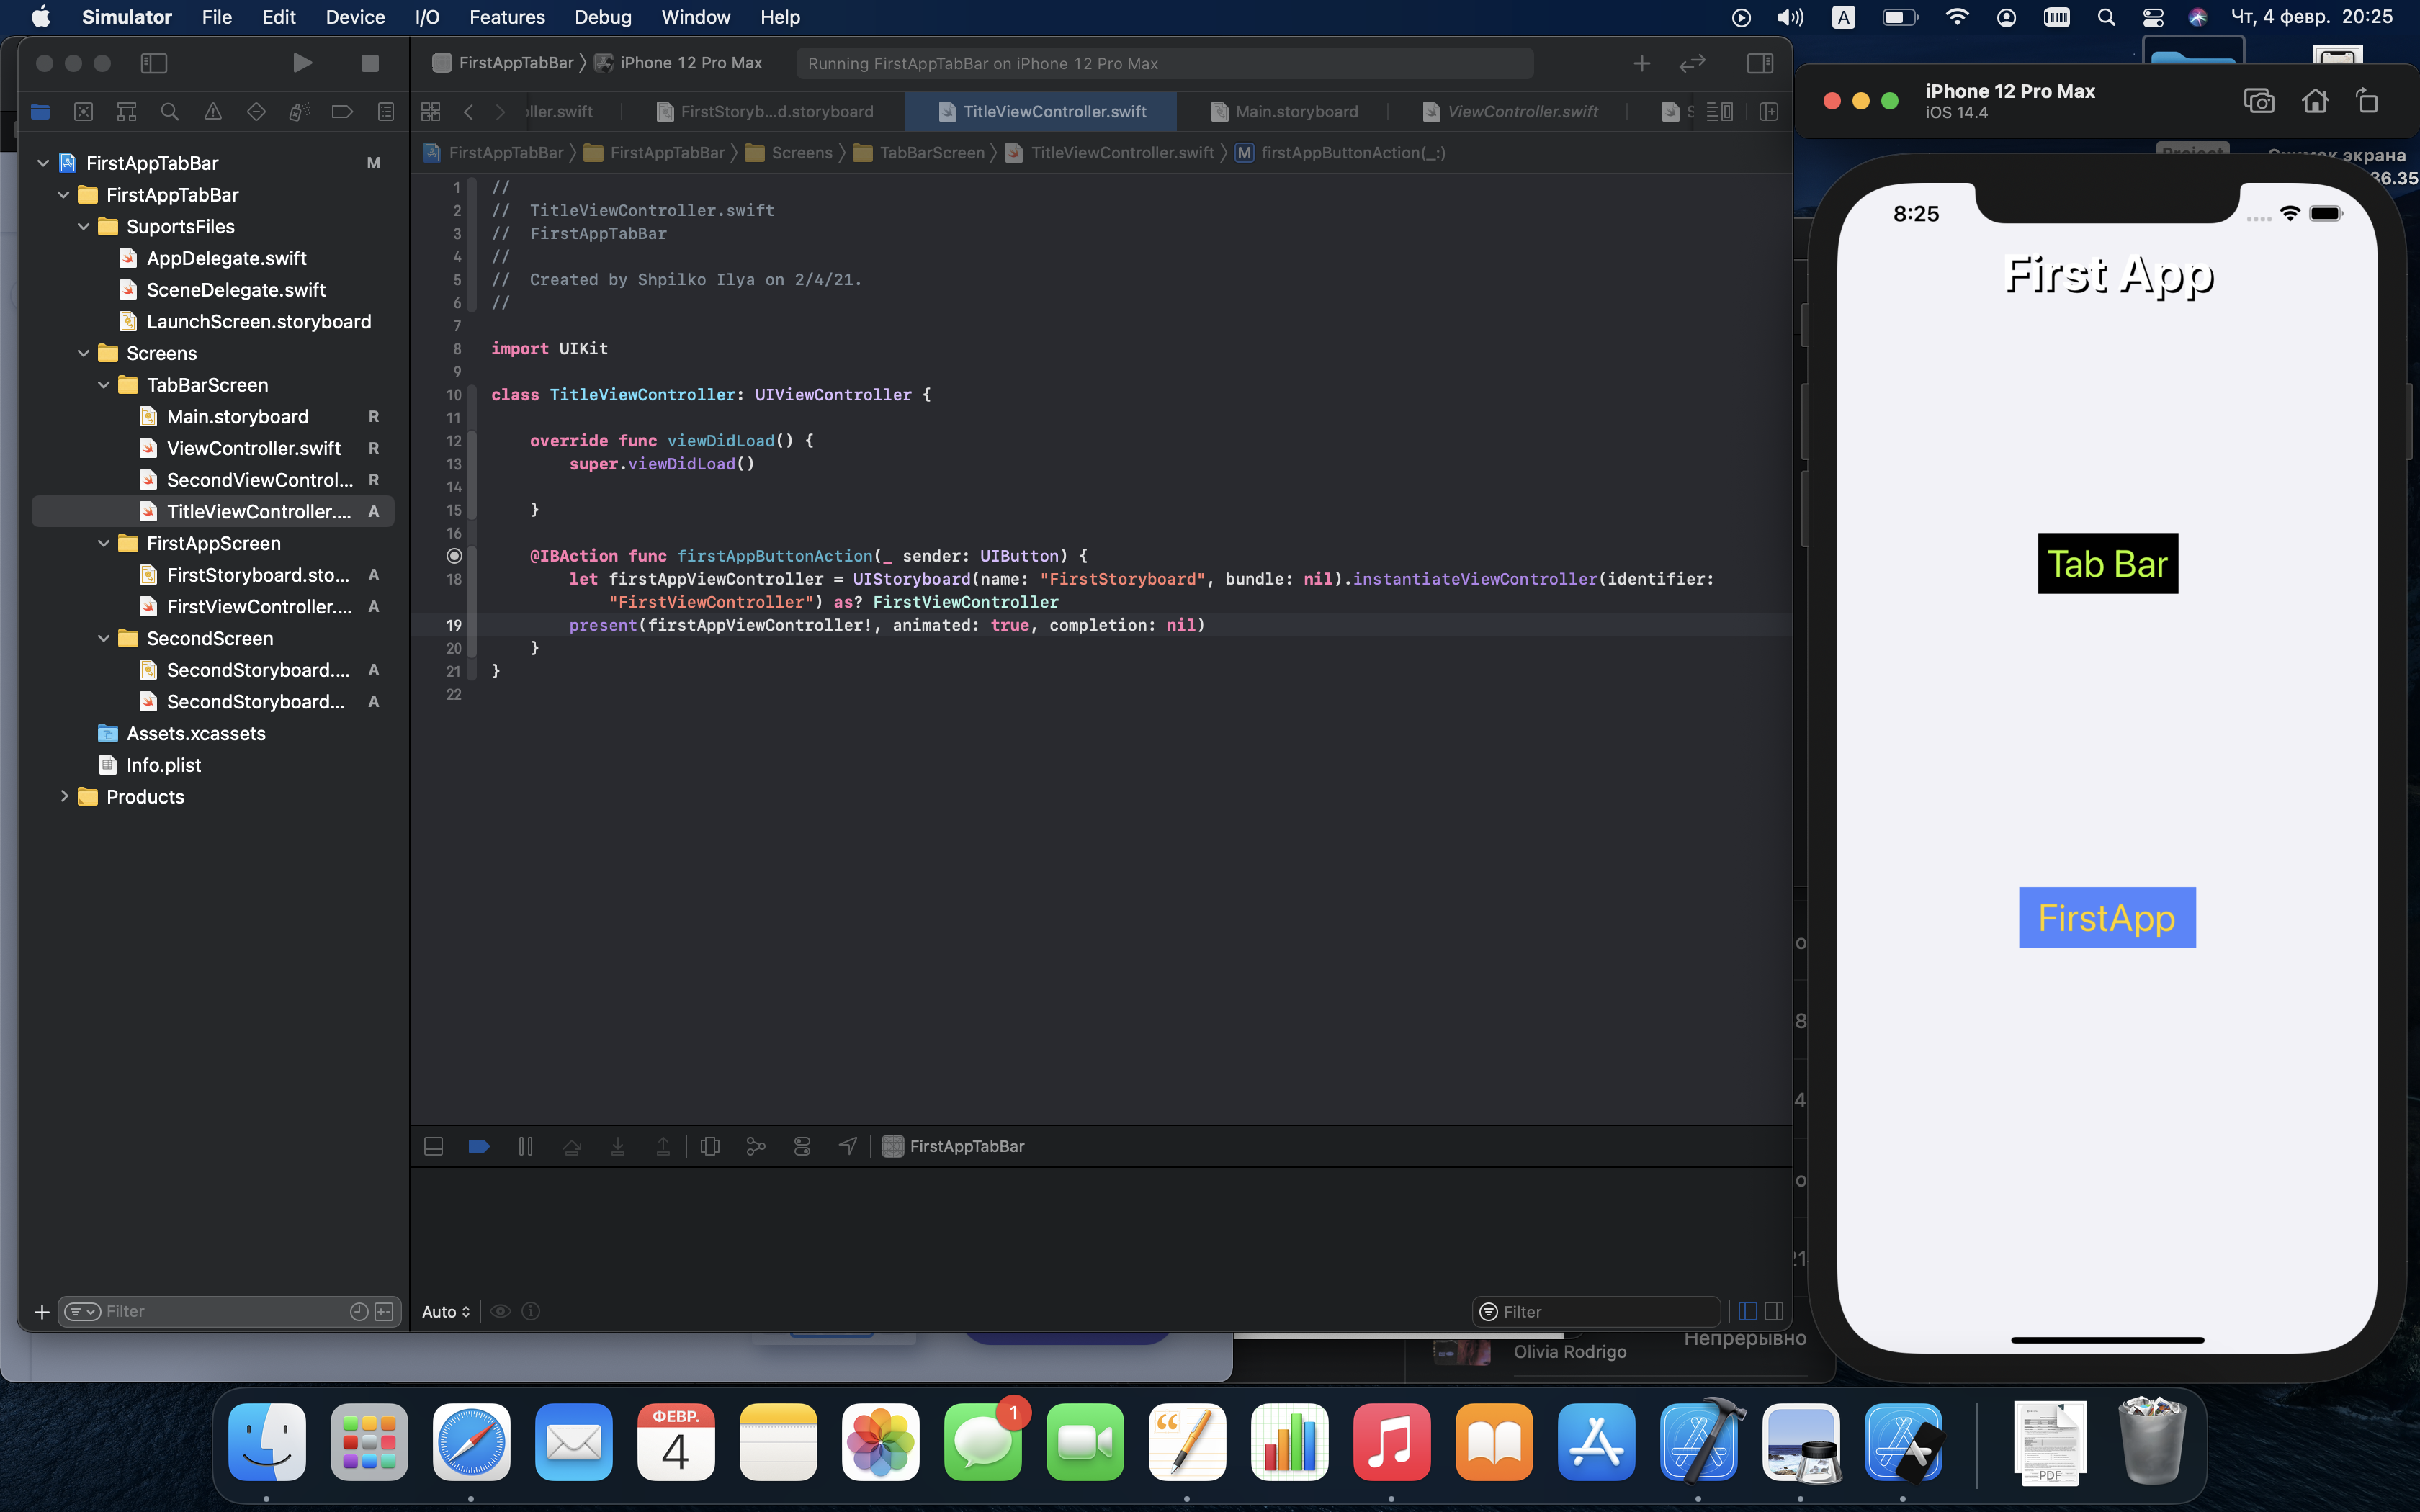 Simulator File Edit Device I/O Features Debug Window Help A Чт, 4 февр. 20:25
FirstAppTabBar iPhone 12 Pro Max Running FirstAppTabBar on iPhone 12 Pro Max
ller.swift FirstStoryb...d.storyboard TitleViewController.swift Main.storyboard ViewController.swift S
FirstAppTabBar FirstAppTabBar Screens TabBarScreen TitleViewController.swift M firstAppButtonAction(_:)
FirstAppTabBar M
FirstAppTabBar
SuportsFiles
AppDelegate.swift
SceneDelegate.swift
LaunchScreen.storyboard
Screens
TabBarScreen
Main.storyboard R
ViewController.swift R
SecondViewControl... R
TitleViewController.... A
FirstAppScreen
FirstStoryboard.sto... A
FirstViewController.... A
SecondScreen
SecondStoryboard.... A
SecondStoryboard... A
Assets.xcassets
Info.plist
Products
Filter
1 //
2 //  TitleViewController.swift
3 //  FirstAppTabBar
4 //
5 //  Created by Shpilko Ilya on 2/4/21.
6 //
7
8 import UIKit
9
10 class TitleViewController: UIViewController {
11
12     override func viewDidLoad() {
13         super.viewDidLoad()
14
15     }
16
@IBAction func firstAppButtonAction(_ sender: UIButton) {
18         let firstAppViewController = UIStoryboard(name: "FirstStoryboard", bundle: nil).instantiateViewController(identifier:
"FirstViewController") as? FirstViewController
19         present(firstAppViewController!, animated: true, completion: nil)
20     }
21 }
22
FirstAppTabBar
Auto Filter
iPhone 12 Pro Max
iOS 14.4
экрана
36.35
8:25
First App
Tab Bar
FirstApp
Olivia Rodrigo
Непрерывно
ФЕВР.
4
1
PDF